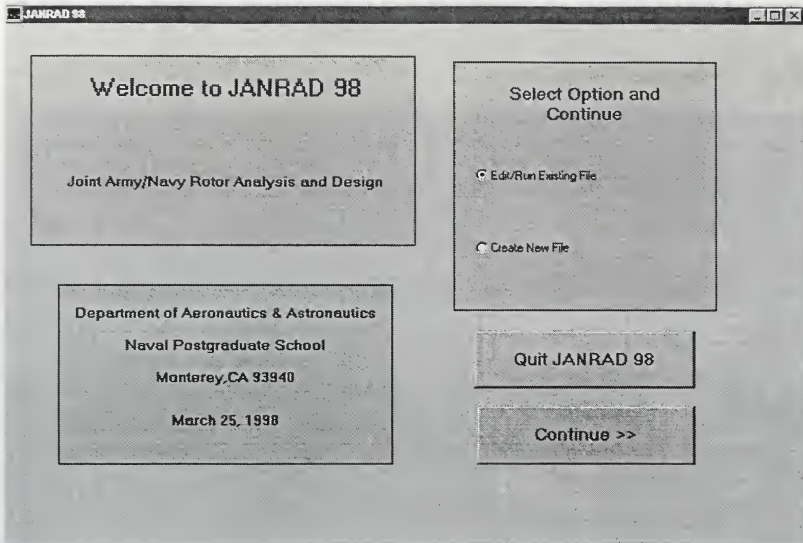 JANRAD 98
Welcome to JANRAD 98
Joint Army/Navy Rotor Analysis and Design
Department of Aeronautics & Astronautics
Naval Postgraduate School
Monterey,CA 93940
March 25, 1998
Select Option and
Continue
Edit/Run Existing File
Create New File
Quit JANRAD 98
Continue >>